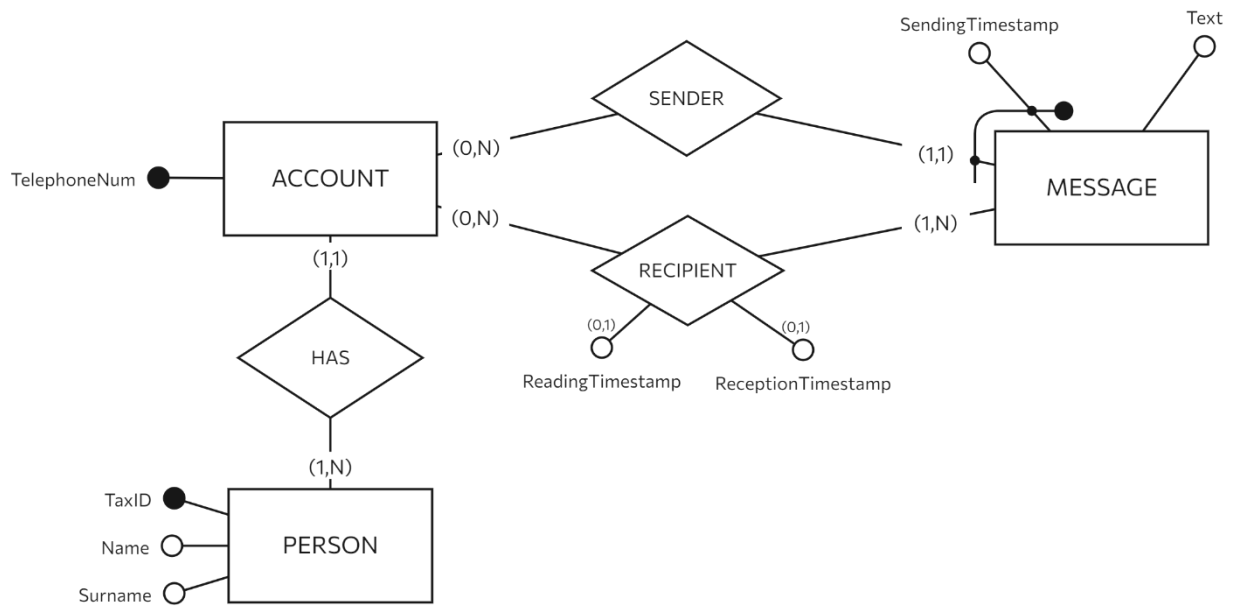 SendingTimestamp
Text
SENDER
(0,N)
(1,1)
TelephoneNum
ACCOUNT
MESSAGE
(0,N)
(1,N)
(1,1)
RECIPIENT
(0,1)
(0,1)
HAS
ReadingTimestamp
ReceptionTimestamp
(1,N)
TaxID
Name
PERSON
Surname